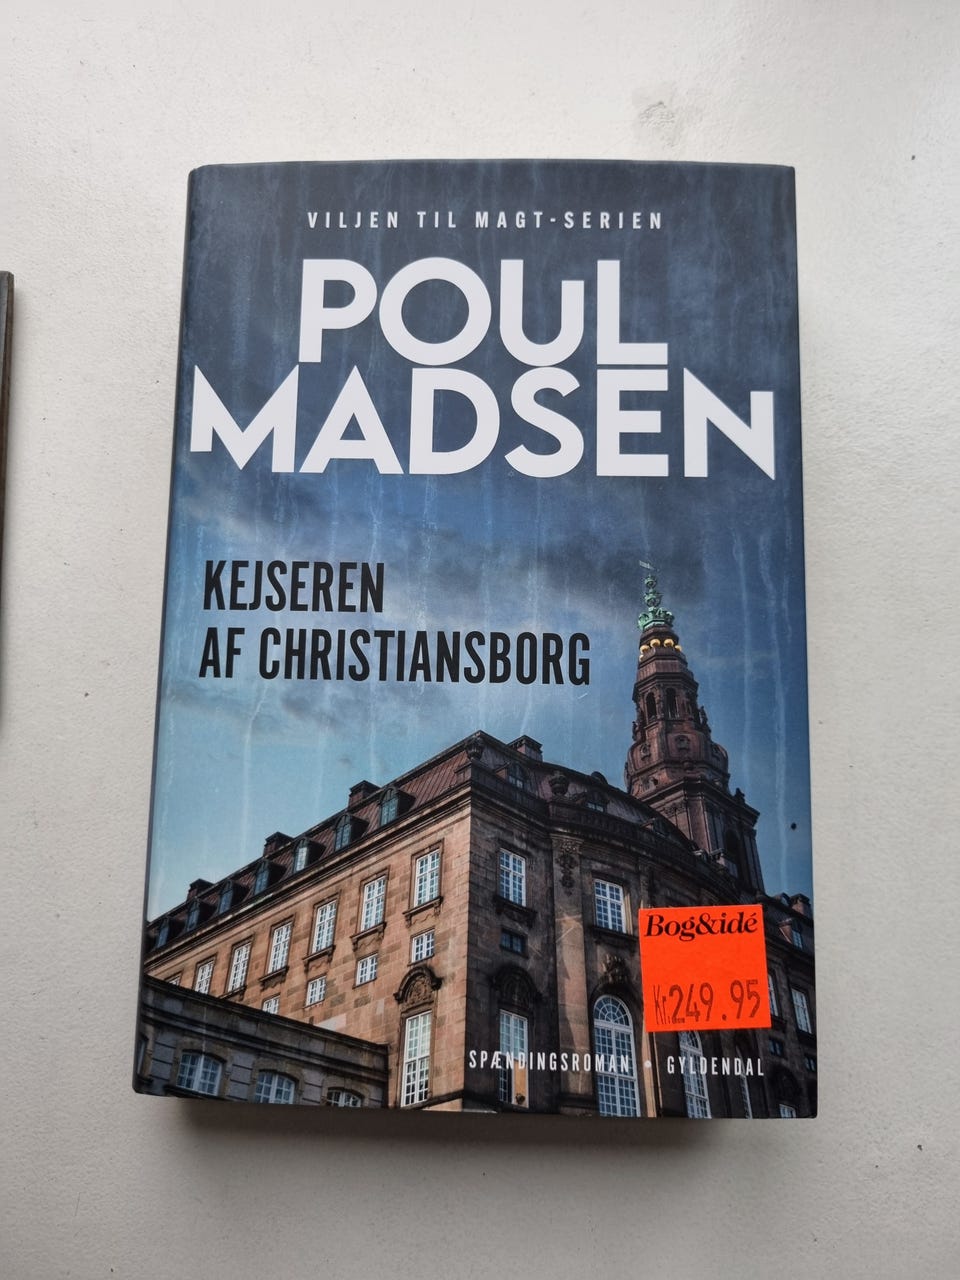 VILJEN TIL MAGT-SERIEN
POUL
MADSEN
KEJSEREN
AF CHRISTIANSBORG
Bog&idé
Kr.249.95
SPÆNDINGSROMAN • GYLDENDAL